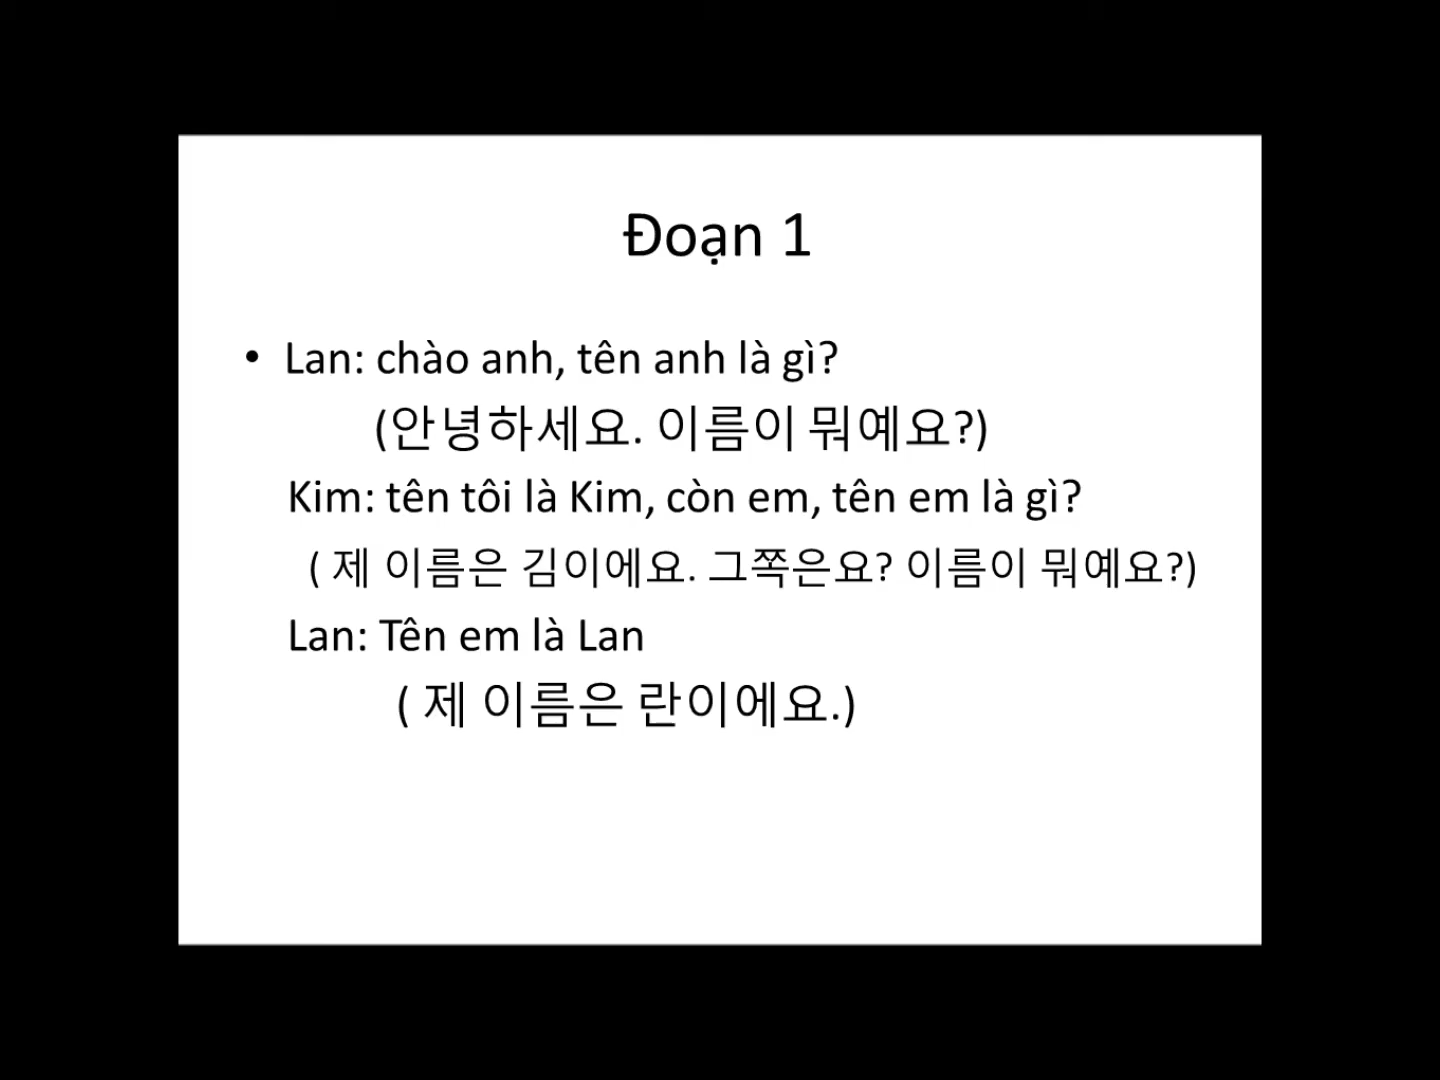 Đoạn 1
• Lan: chào anh, tên anh là gì?
(안녕하세요. 이름이 뭐예요?)
Kim: tên tôi là Kim, còn em, tên em là gì?
( 제 이름은 김이에요. 그쪽은요? 이름이 뭐예요?)
Lan: Tên em là Lan
( 제 이름은 란이에요.)